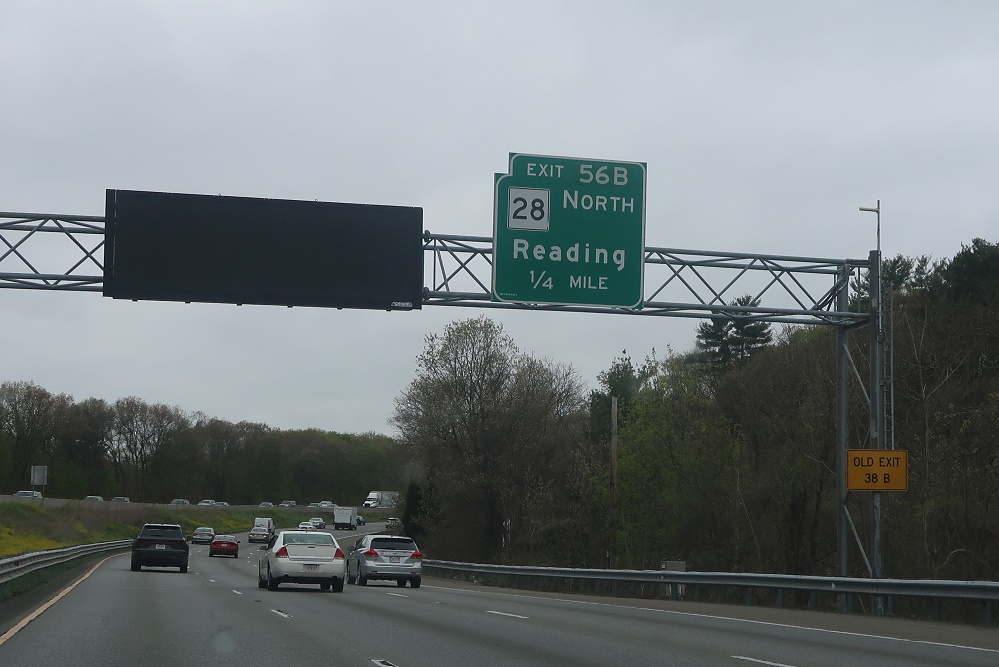 EXIT 56B
28 NORTH
Reading
1/4 MILE
OLD EXIT
38 B